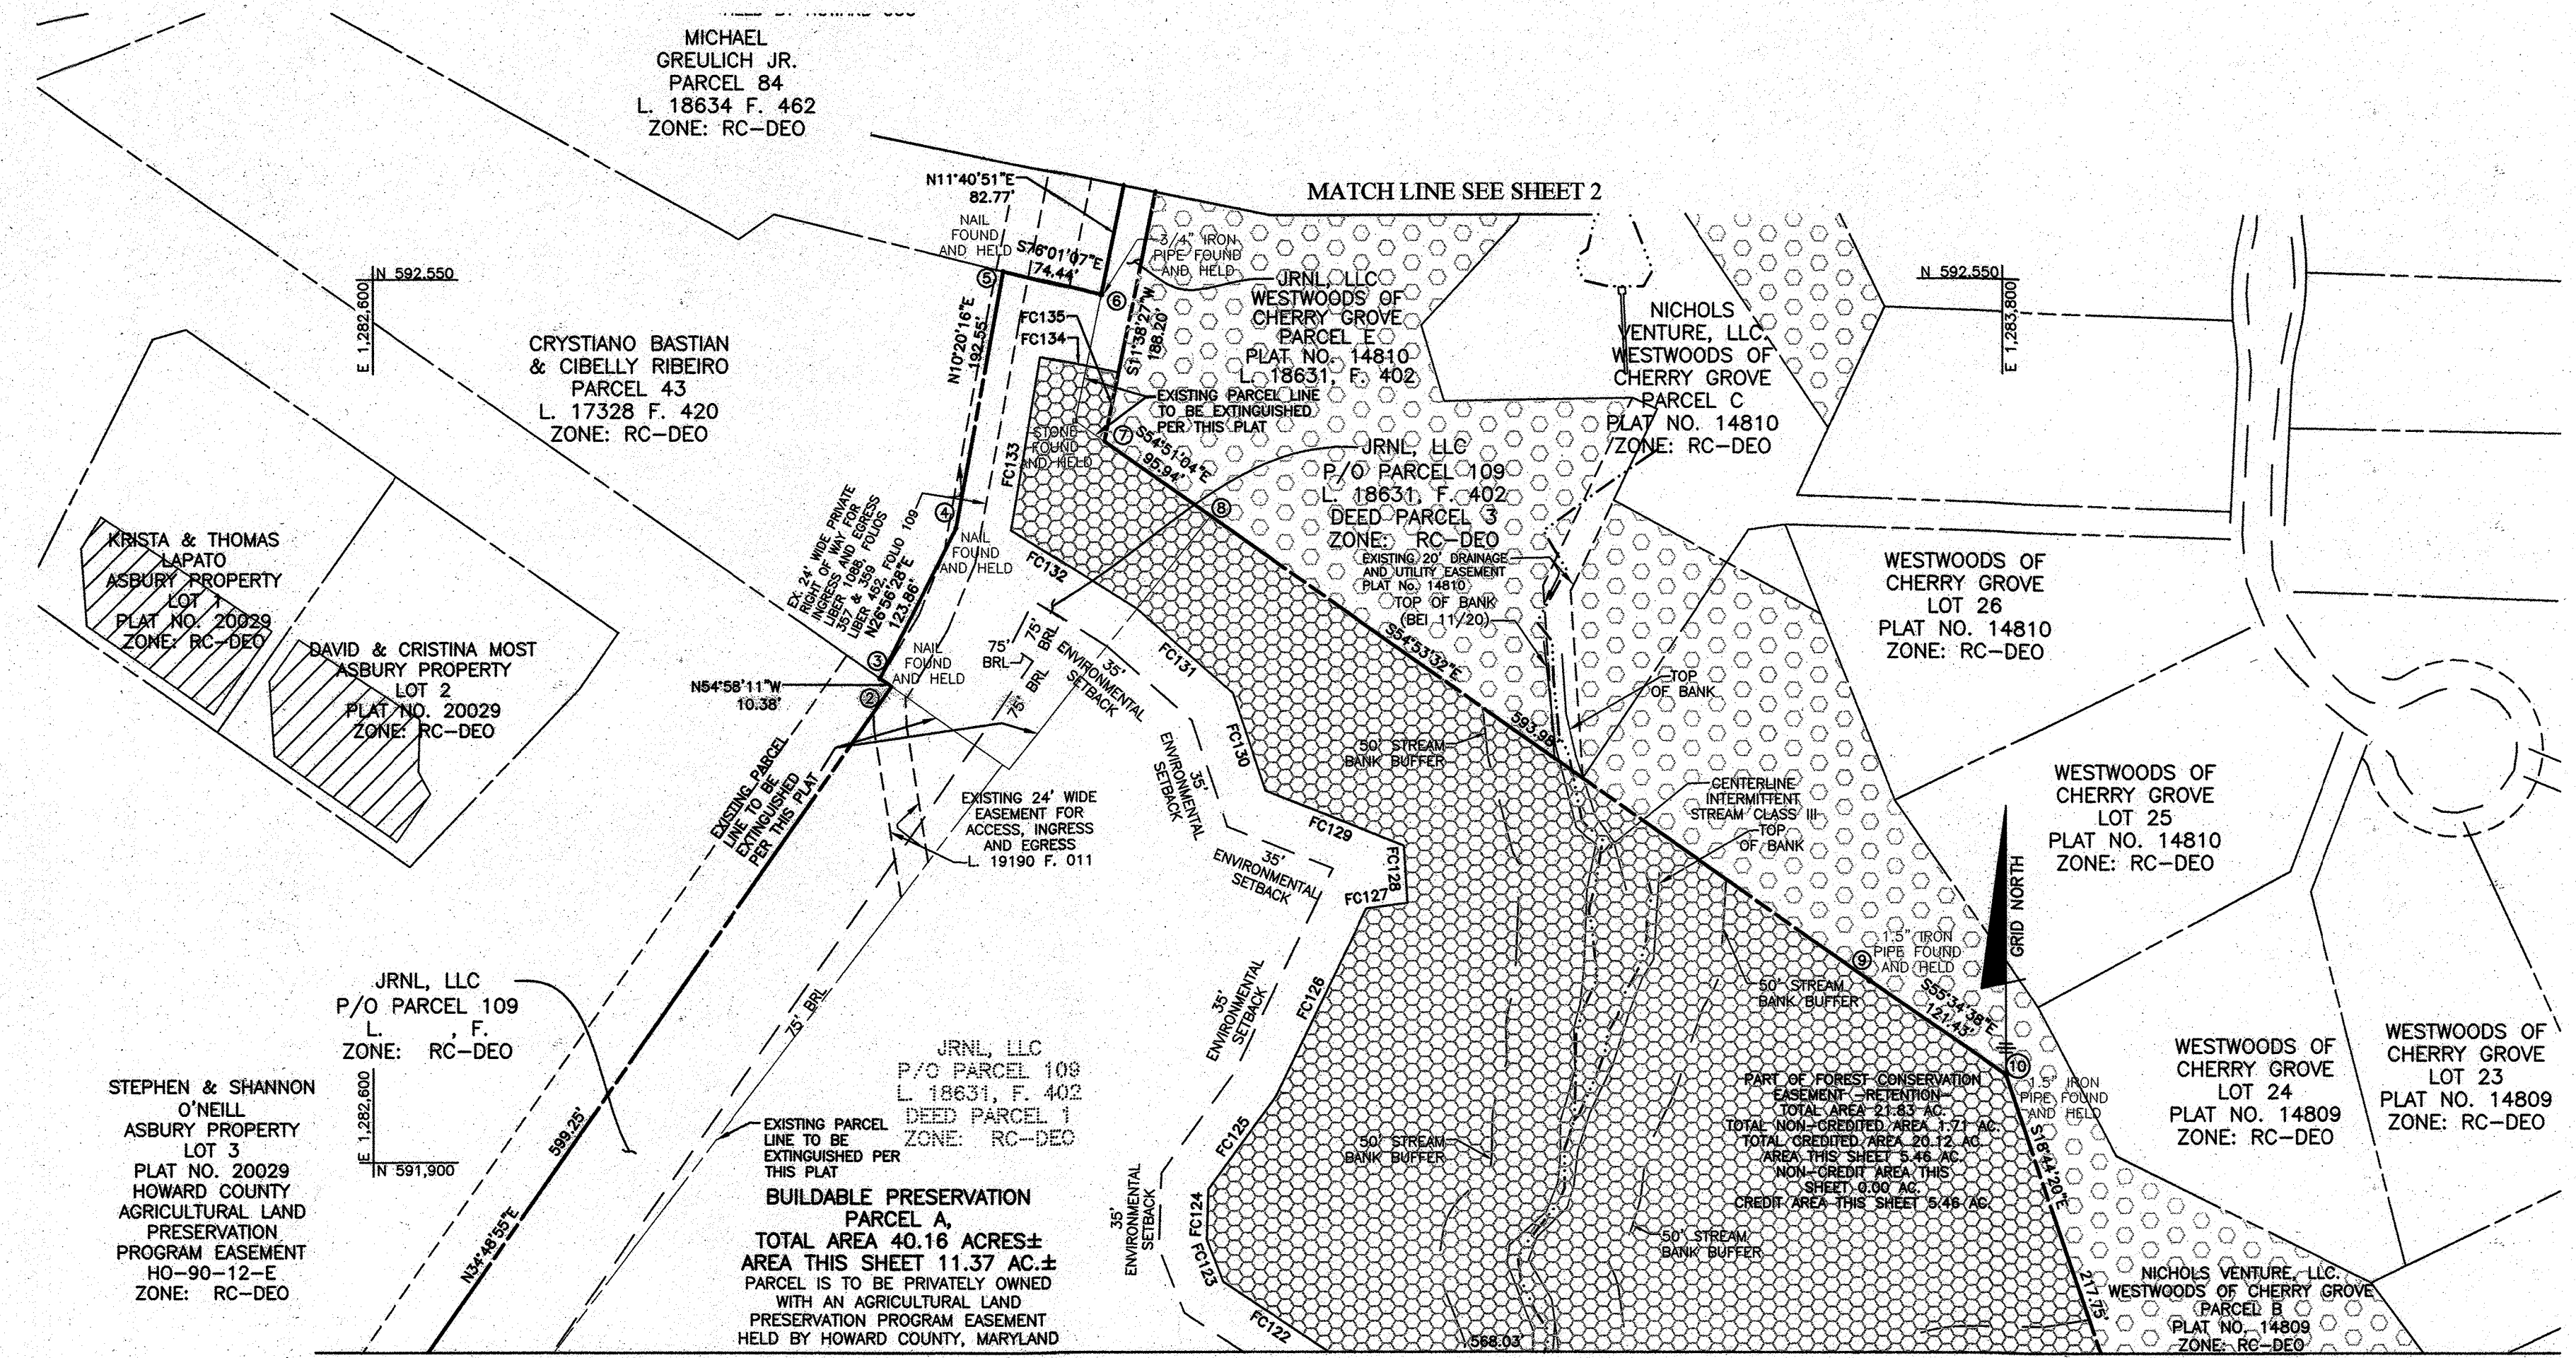 MICHAEL
GREULICH JR.
PARCEL 84
L. 18634 F. 462
ZONE: RC-DEO
MATCH LINE SEE SHEET 2
N11°40'51"E
82.77'
NAIL
FOUND
AND HELD
S76°01'07"E
74.44'
3/4" IRON
PIPE FOUND
AND HELD
5
6
N 592,550
E 1,282,600
N 592,550
E 1,283,800
JRNL, LLC
WESTWOODS OF
CHERRY GROVE
PARCEL E
PLAT NO. 14810
L. 18631, F. 402
NICHOLS
VENTURE, LLC.
WESTWOODS OF
CHERRY GROVE
PARCEL C
PLAT NO. 14810
ZONE: RC-DEO
CRYSTIANO BASTIAN
& CIBELLY RIBEIRO
PARCEL 43
L. 17328 F. 420
ZONE: RC-DEO
N10°20'16"E
192.55'
FC135
FC134
S11°38'27"W
188.20'
EXISTING PARCEL LINE
TO BE EXTINGUISHED
PER THIS PLAT
STONE
FOUND
AND HELD
FC133
7
S54°51'04"E
95.94'
8
JRNL, LLC
P/O PARCEL 109
L. 18631, F. 402
DEED PARCEL 3
ZONE: RC-DEO
EXISTING 20' DRAINAGE
AND UTILITY EASEMENT
PLAT No. 14810
TOP OF BANK
(BEI 11/20)
4
NAIL
FOUND
AND HELD
EX. 24' WIDE PRIVATE
RIGHT OF WAY FOR
INGRESS AND EGRESS
LIBER 1088, FOLIOS
357 & 359
LIBER 462, FOLIO 109
N26°56'28"E
123.86'
FC132
KRISTA & THOMAS
LAPATO
ASBURY PROPERTY
LOT 1
PLAT NO. 20029
ZONE: RC-DEO
DAVID & CRISTINA MOST
ASBURY PROPERTY
LOT 2
PLAT NO. 20029
ZONE: RC-DEO
WESTWOODS OF
CHERRY GROVE
LOT 26
PLAT NO. 14810
ZONE: RC-DEO
3
NAIL
FOUND
AND HELD
N54°58'11"W
10.38'
2
75'
BRL
75'
BRL
75'
BRL
35'
ENVIRONMENTAL
SETBACK
FC131
S54°53'32"E
593.98'
TOP
OF BANK
FC130
50' STREAM
BANK BUFFER
35'
ENVIRONMENTAL
SETBACK
CENTERLINE
INTERMITTENT
STREAM CLASS III
TOP
OF BANK
EXISTING PARCEL
LINE TO BE
EXTINGUISHED
PER THIS PLAT
EXISTING 24' WIDE
EASEMENT FOR
ACCESS, INGRESS
AND EGRESS
L. 19190 F. 011
FC129
FC128
FC127
35'
ENVIRONMENTAL
SETBACK
WESTWOODS OF
CHERRY GROVE
LOT 25
PLAT NO. 14810
ZONE: RC-DEO
GRID NORTH
9
1.5" IRON
PIPE FOUND
AND HELD
50' STREAM
BANK BUFFER
S55°34'38"E
121.43'
10
1.5" IRON
PIPE FOUND
AND HELD
FC126
35'
ENVIRONMENTAL
SETBACK
75' BRL
JRNL, LLC
P/O PARCEL 109
L. , F.
ZONE: RC-DEO
JRNL, LLC
P/O PARCEL 109
L. 18631, F. 402
DEED PARCEL 1
ZONE: RC-DEO
WESTWOODS OF
CHERRY GROVE
LOT 24
PLAT NO. 14809
ZONE: RC-DEO
WESTWOODS OF
CHERRY GROVE
LOT 23
PLAT NO. 14809
ZONE: RC-DEO
PART OF FOREST CONSERVATION
EASEMENT -RETENTION-
TOTAL AREA 21.83 AC.
TOTAL NON-CREDITED AREA 1.71 AC.
TOTAL CREDITED AREA 20.12 AC.
AREA THIS SHEET 5.46 AC.
NON-CREDIT AREA THIS
SHEET 0.00 AC.
CREDIT AREA THIS SHEET 5.46 AC.
STEPHEN & SHANNON
O'NEILL
ASBURY PROPERTY
LOT 3
PLAT NO. 20029
HOWARD COUNTY
AGRICULTURAL LAND
PRESERVATION
PROGRAM EASEMENT
HO-90-12-E
ZONE: RC-DEO
E 1,282,600
N 591,900
599.25'
N34°48'55"E
EXISTING PARCEL
LINE TO BE
EXTINGUISHED PER
THIS PLAT
BUILDABLE PRESERVATION
PARCEL A,
TOTAL AREA 40.16 ACRES±
AREA THIS SHEET 11.37 AC.±
PARCEL IS TO BE PRIVATELY OWNED
WITH AN AGRICULTURAL LAND
PRESERVATION PROGRAM EASEMENT
HELD BY HOWARD COUNTY, MARYLAND
FC125
50' STREAM
BANK BUFFER
35'
ENVIRONMENTAL
SETBACK
FC124
FC123
FC122
568.03'
50' STREAM
BANK BUFFER
S18°44'20"E
217.75'
NICHOLS VENTURE, LLC.
WESTWOODS OF CHERRY GROVE
PARCEL B
PLAT NO. 14809
ZONE: RC-DEO